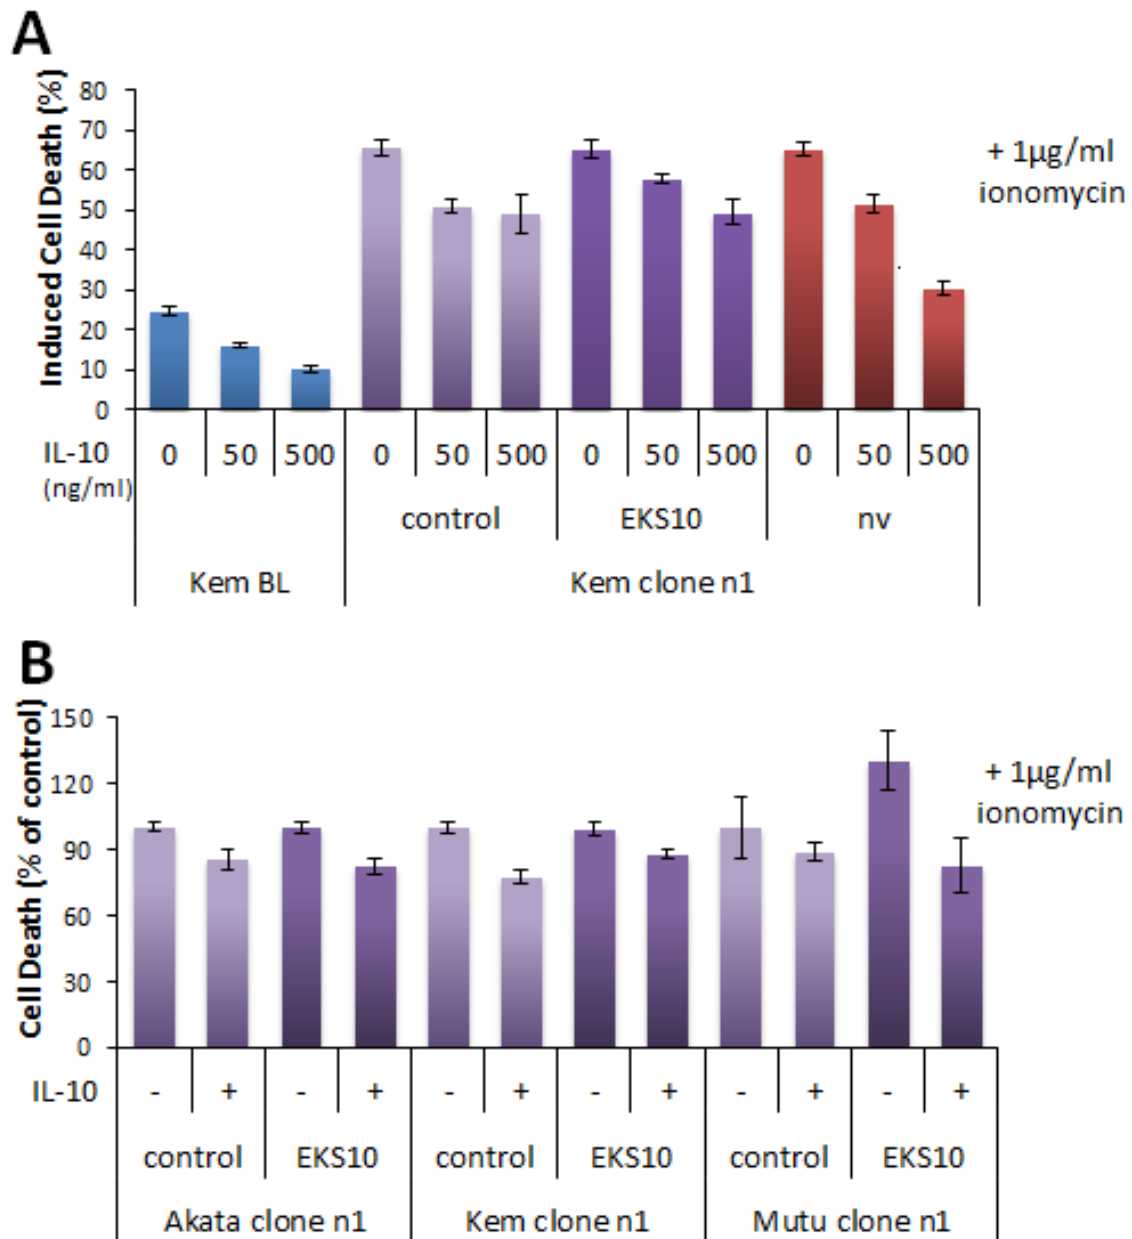 A
Induced Cell Death (%)
80
70
60
50
40
30
20
10
0
+ 1µg/ml
ionomycin
IL-10 0 50 500 0 50 500 0 50 500 0 50 500
(ng/ml)
control EKS10 nv
Kem BL Kem clone n1
B
Cell Death (% of control)
150
120
90
60
30
0
+ 1µg/ml
ionomycin
IL-10 - + - + - + - + - + - +
control EKS10 control EKS10 control EKS10
Akata clone n1 Kem clone n1 Mutu clone n1